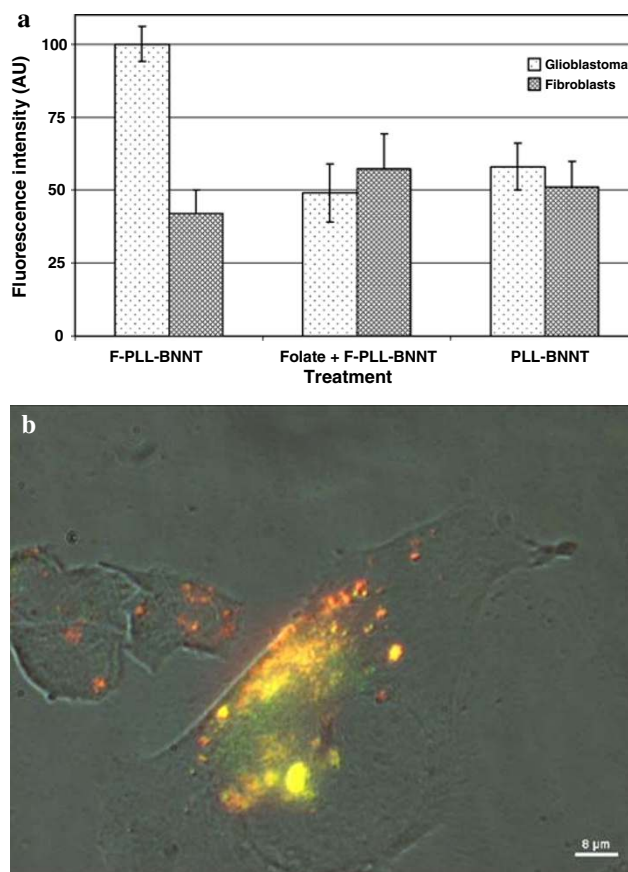 a
Fluorescence intensity (AU)
100
75
50
25
0
Glioblastoma
Fibroblasts
F-PLL-BNNT
Folate + F-PLL-BNNT
PLL-BNNT
Treatment
b
8 µm